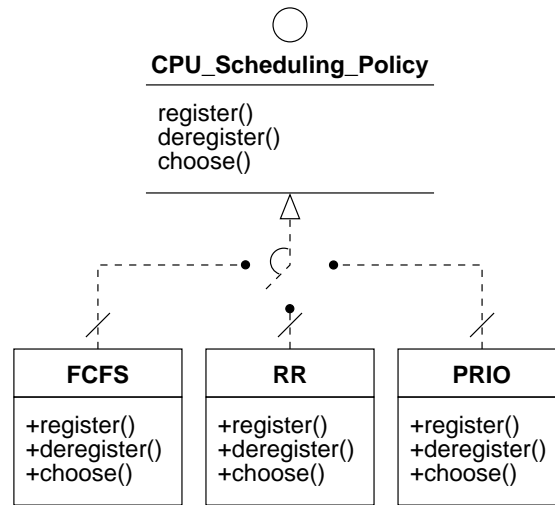 CPU_Scheduling_Policy
register()
deregister()
choose()
FCFS
+register()
+deregister()
+choose()
RR
+register()
+deregister()
+choose()
PRIO
+register()
+deregister()
+choose()